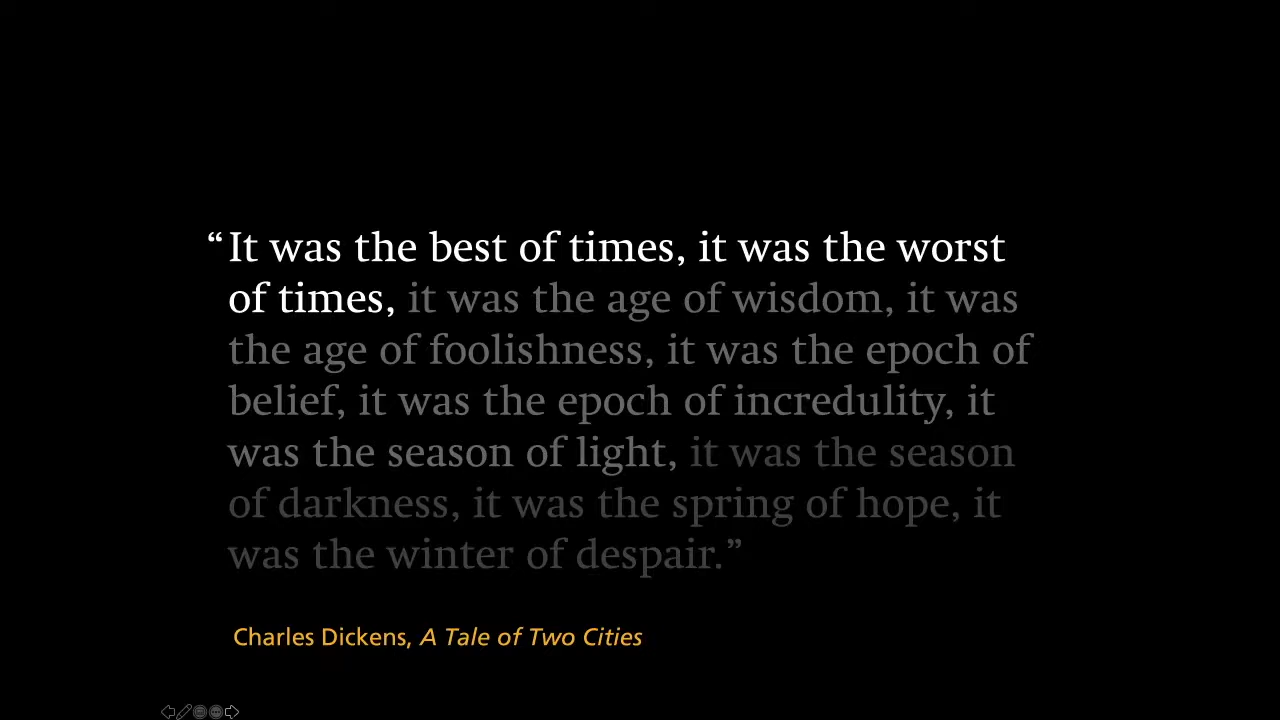 “It was the best of times, it was the worst
of times, it was the age of wisdom, it was
the age of foolishness, it was the epoch of
belief, it was the epoch of incredulity, it
was the season of light, it was the season
of darkness, it was the spring of hope, it
was the winter of despair.”
Charles Dickens, A Tale of Two Cities